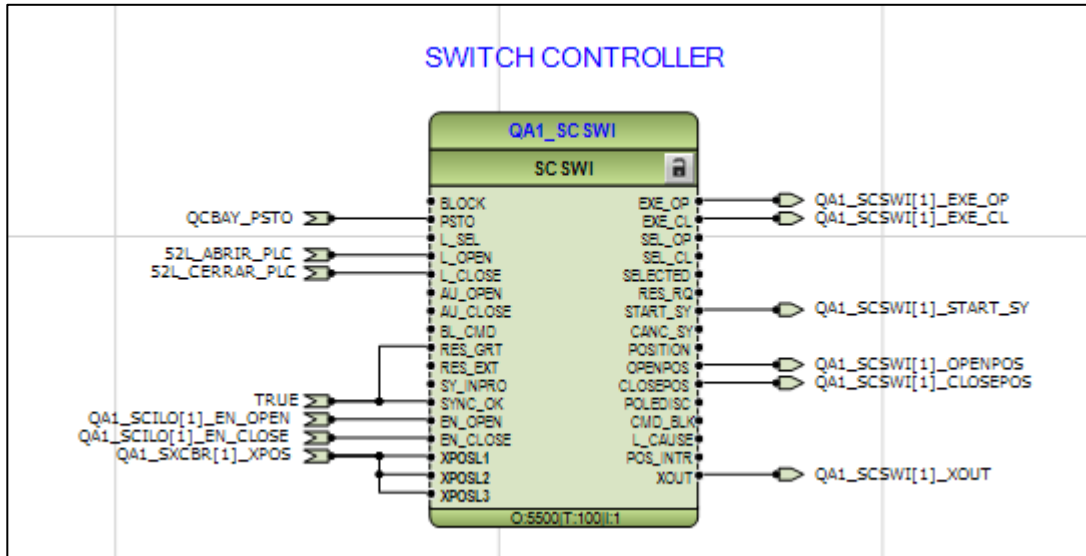 SWITCH CONTROLLER
QA1_SCSWI
SCSWI
QCBAY_PSTO
52L_ABRIR_PLC
52L_CERRAR_PLC
TRUE
QA1_SCILO[1]_EN_OPEN
QA1_SCILO[1]_EN_CLOSE
QA1_SXCBR[1]_XPOS
BLOCK
PSTO
L_SEL
L_OPEN
L_CLOSE
AU_OPEN
AU_CLOSE
BL_CMD
RES_GRT
RES_EXT
SY_INPRO
SYNC_OK
EN_OPEN
EN_CLOSE
XPOSL1
XPOSL2
XPOSL3
EXE_OP
EXE_CL
SEL_OP
SEL_CL
SELECTED
RES_RQ
START_SY
CANC_SY
POSITION
OPENPOS
CLOSEPOS
POLEDISC
CMD_BLK
L_CAUSE
POS_INTR
XOUT
QA1_SCSWI[1]_EXE_OP
QA1_SCSWI[1]_EXE_CL
QA1_SCSWI[1]_START_SY
QA1_SCSWI[1]_OPENPOS
QA1_SCSWI[1]_CLOSEPOS
QA1_SCSWI[1]_XOUT
O:5500|T:100|I:1